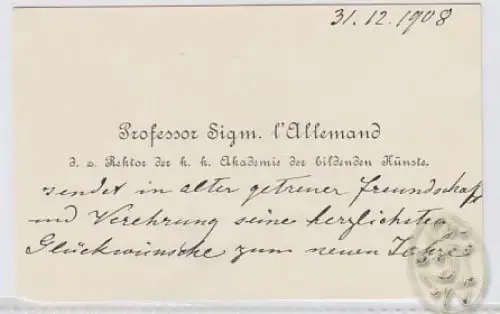 31.12.1908
Professor Sigm. l'Allemand
d. z. Rektor der k. k. Akademie der bildenden Künste.
sendet in alter getreuer Freundschaft
und Verehrung seine herzlichsten
Glückwünsche zum neuen Jahre